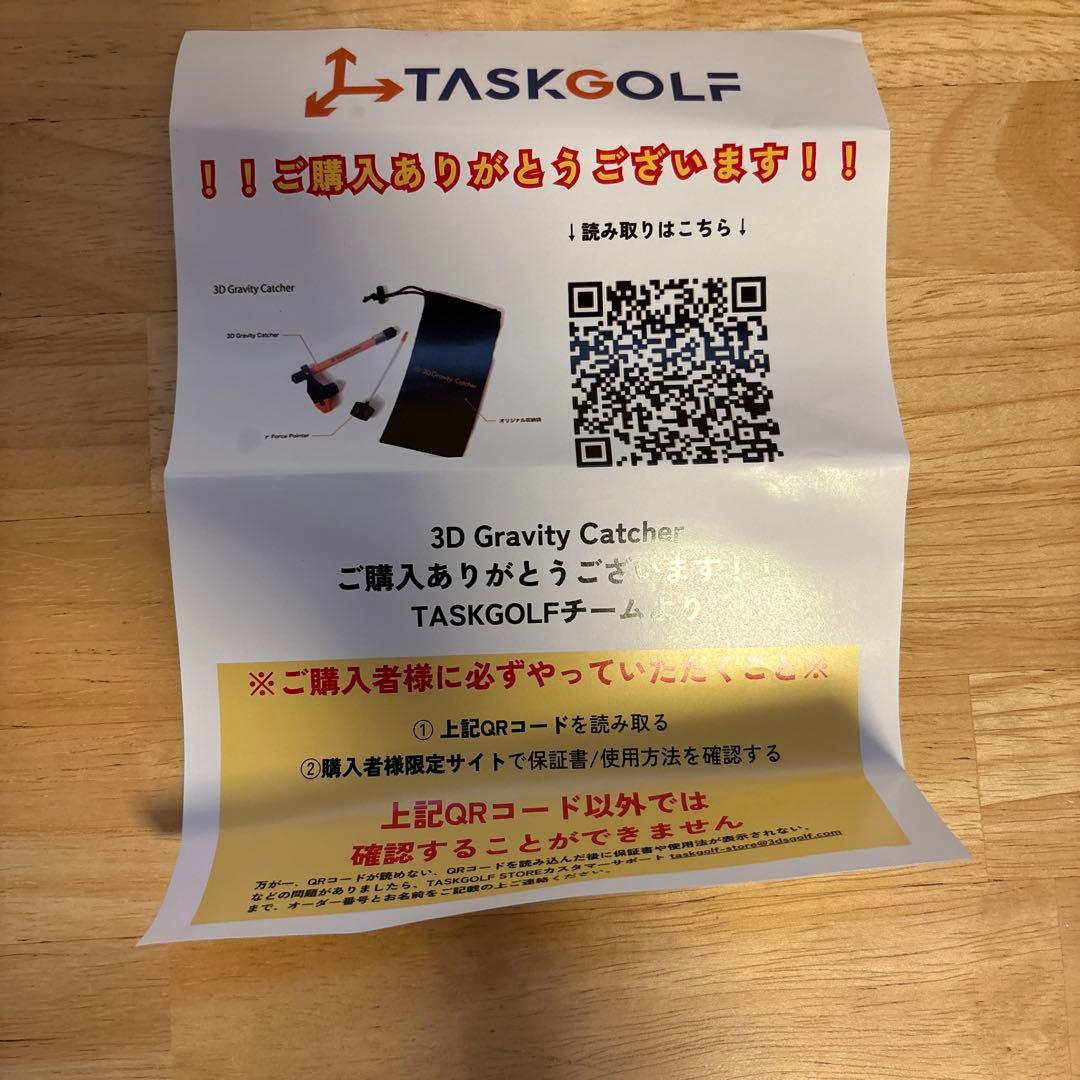 TASKGOLF
！！ご購入ありがとうございます！！
↓読み取りはこちら↓
3D Gravity Catcher
3D Gravity Catcher
3D Gravity Catcher
オリジナル収納袋
Force Pointer
3D Gravity Catcher
ご購入ありがとうございます！！
TASKGOLFチームより
※ご購入者様に必ずやっていただくこと※
① 上記QRコードを読み取る
②購入者様限定サイトで保証書/使用方法を確認する
上記QRコード以外では
確認することができません
万が一、QRコードが読めない、QRコードを読み込んだ後に保証書や使用法が表示されない、
などの問題がありましたら、TASKGOLF STOREカスタマーサポート taskgolf-store@3dsgolf.com
まで、オーダー番号とお名前をご記載の上ご連絡ください。